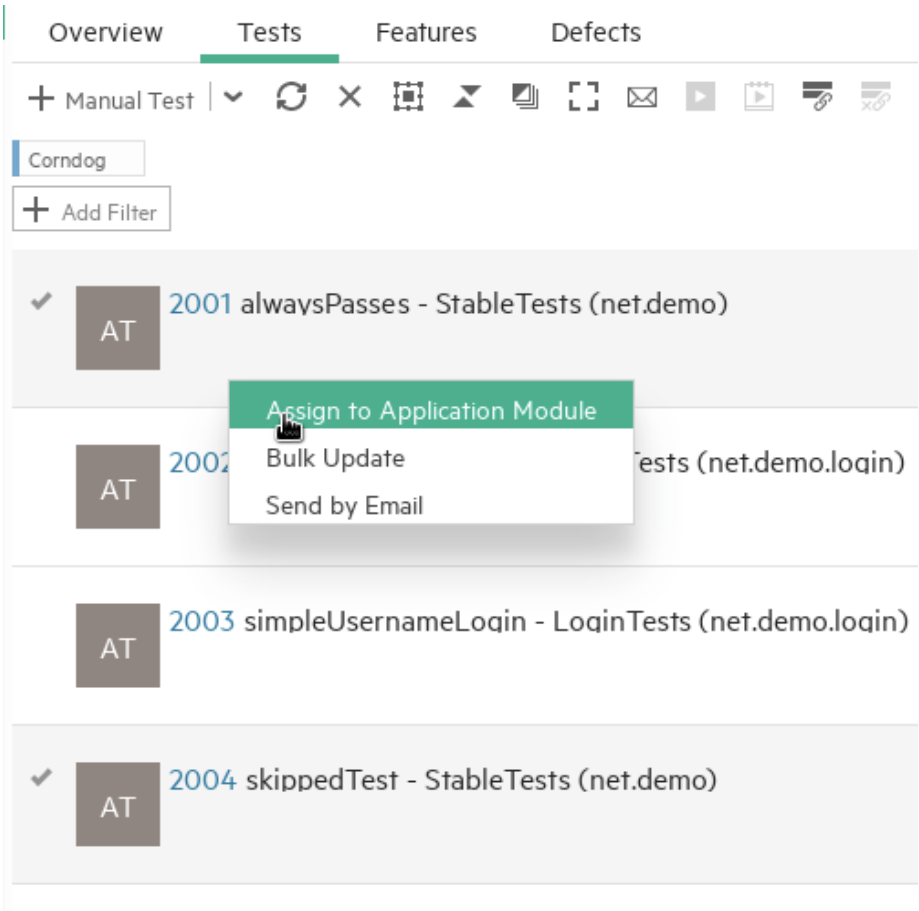 Overview Tests Features Defects
+ Manual Test
Corndog
+ Add Filter
AT 2001 alwaysPasses - StableTests (net.demo)
Assign to Application Module
AT 2002 Tests (net.demo.login)
Bulk Update
Send by Email
AT 2003 simpleUsernameLogin - LoginTests (net.demo.login)
AT 2004 skippedTest - StableTests (net.demo)